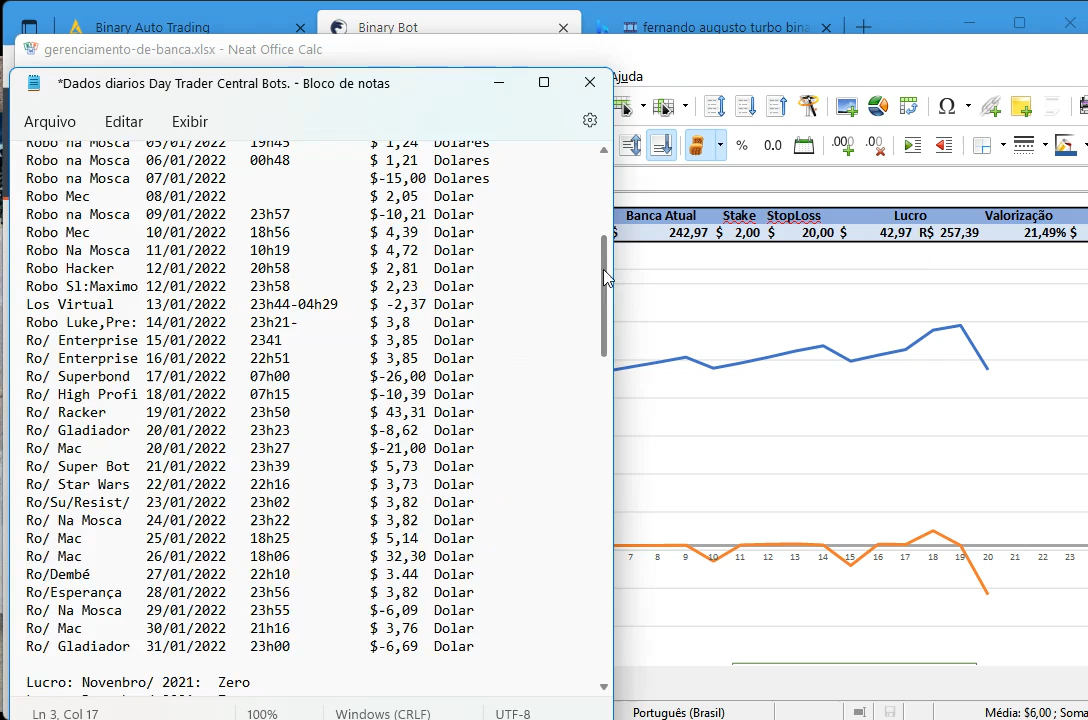 Binary Auto Trading
Binary Bot
fernando augusto turbo bina
gerenciamento-de-banca.xlsx - Neat Office Calc
*Dados diarios Day Trader Central Bots. - Bloco de notas
Ajuda
Arquivo Editar Exibir
% 0.0 .00 .00
Robo na Mosca 05/01/2022 19h45 $ 1,24 Dolares
Robo na Mosca 06/01/2022 00h48 $ 1,21 Dolares
Robo na Mosca 07/01/2022 $-15,00 Dolares
Robo Mec 08/01/2022 $ 2,05 Dolar
Robo na Mosca 09/01/2022 23h57 $-10,21 Dolar
Robo Mec 10/01/2022 18h56 $ 4,39 Dolar
Robo Na Mosca 11/01/2022 10h19 $ 4,72 Dolar
Robo Hacker 12/01/2022 20h58 $ 2,81 Dolar
Robo Sl:Maximo 12/01/2022 23h58 $ 2,23 Dolar
Los Virtual 13/01/2022 23h44-04h29 $ -2,37 Dolar
Robo Luke,Pre: 14/01/2022 23h21- $ 3,8 Dolar
Ro/ Enterprise 15/01/2022 2341 $ 3,85 Dolar
Ro/ Enterprise 16/01/2022 22h51 $ 3,85 Dolar
Ro/ Superbond 17/01/2022 07h00 $-26,00 Dolar
Ro/ High Profi 18/01/2022 07h15 $-10,39 Dolar
Ro/ Racker 19/01/2022 23h50 $ 43,31 Dolar
Ro/ Gladiador 20/01/2022 23h23 $-8,62 Dolar
Ro/ Mac 20/01/2022 23h27 $-21,00 Dolar
Ro/ Super Bot 21/01/2022 23h39 $ 5,73 Dolar
Ro/ Star Wars 22/01/2022 22h16 $ 3,73 Dolar
Ro/Su/Resist/ 23/01/2022 23h02 $ 3,82 Dolar
Ro/ Na Mosca 24/01/2022 23h22 $ 3,82 Dolar
Ro/ Mac 25/01/2022 18h25 $ 5,14 Dolar
Ro/ Mac 26/01/2022 18h06 $ 32,30 Dolar
Ro/Dembé 27/01/2022 22h10 $ 3.44 Dolar
Ro/Esperança 28/01/2022 23h56 $ 3,82 Dolar
Ro/ Na Mosca 29/01/2022 23h55 $-6,09 Dolar
Ro/ Mac 30/01/2022 21h16 $ 3,76 Dolar
Ro/ Gladiador 31/01/2022 23h00 $-6,69 Dolar
Lucro: Novenbro/ 2021: Zero
Ln 3, Col 17 100% Windows (CRLF) UTF-8
Banca Atual Stake StopLoss Lucro Valorização
$ 242,97 $ 2,00 $ 20,00 $ 42,97 R$ 257,39 21,49% $
7 8 9 10 11 12 13 14 15 16 17 18 19 20 21 22 23
Português (Brasil) Média: $6,00 ; Soma